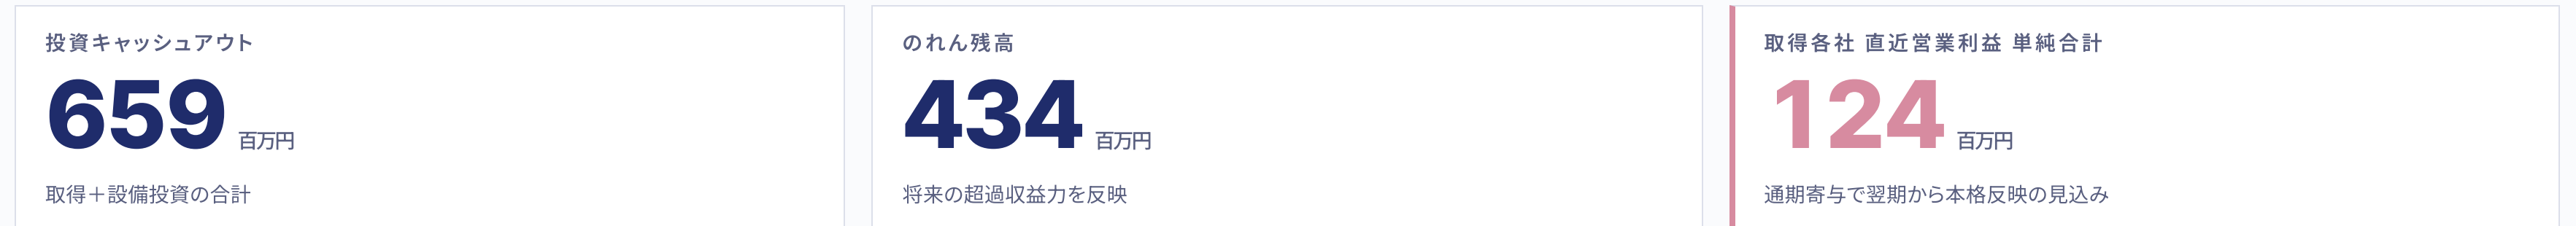 投資キャッシュアウト
659 百万円
取得＋設備投資の合計
のれん残高
434 百万円
将来の超過収益力を反映
取得各社 直近営業利益 単純合計
124 百万円
通期寄与で翌期から本格反映の見込み